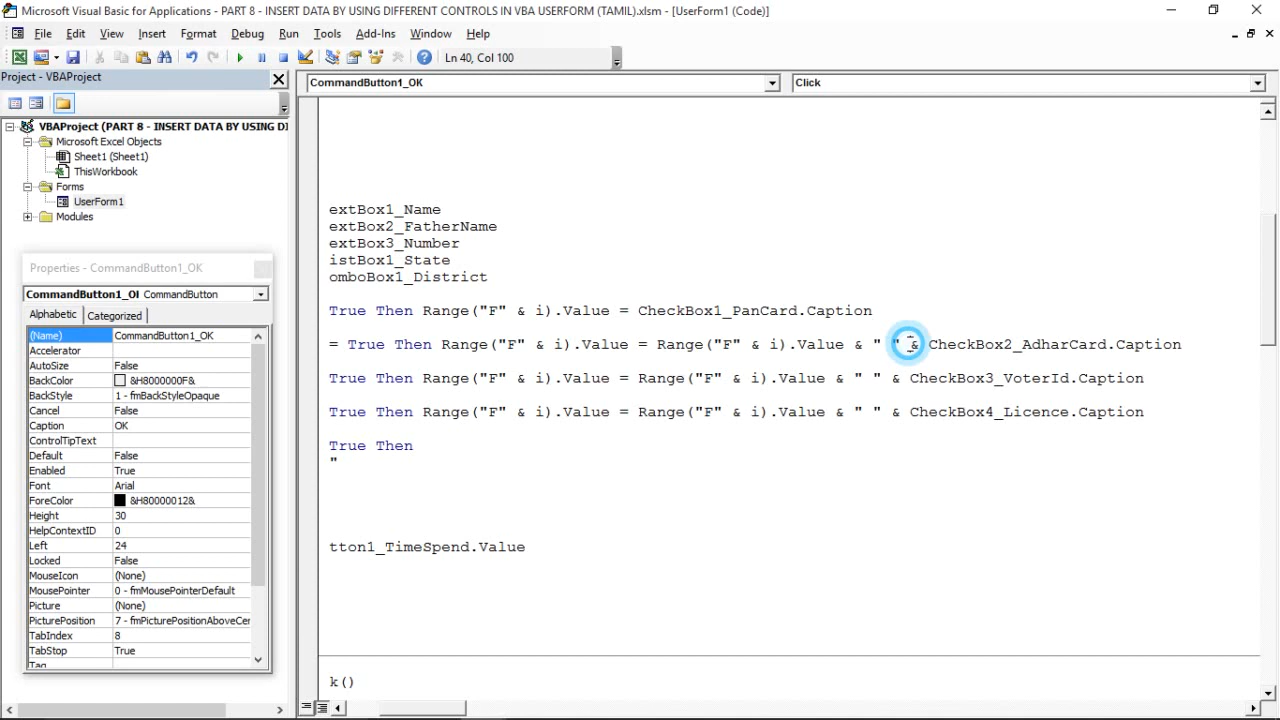 Microsoft Visual Basic for Applications - PART 8 - INSERT DATA BY USING DIFFERENT CONTROLS IN VBA USERFORM (TAMIL).xlsm - [UserForm1 (Code)]
File Edit View Insert Format Debug Run Tools Add-Ins Window Help
Ln 40, Col 100
Project - VBAProject
VBAProject (PART 8 - INSERT DATA BY USING DI
Microsoft Excel Objects
Sheet1 (Sheet1)
ThisWorkbook
Forms
UserForm1
Modules
Properties - CommandButton1_OK
CommandButton1_Ol CommandButton
Alphabetic Categorized
(Name) CommandButton1_OK
Accelerator
AutoSize False
BackColor &H8000000F&
BackStyle 1 - fmBackStyleOpaque
Cancel False
Caption OK
ControlTipText
Default False
Enabled True
Font Arial
ForeColor &H80000012&
Height 30
HelpContextID 0
Left 24
Locked False
MouseIcon (None)
MousePointer 0 - fmMousePointerDefault
Picture (None)
PicturePosition 7 - fmPicturePositionAboveCer
TabIndex 8
TabStop True
Tag
CommandButton1_OK Click
extBox1_Name
extBox2_FatherName
extBox3_Number
istBox1_State
omboBox1_District
True Then Range("F" & i).Value = CheckBox1_PanCard.Caption
= True Then Range("F" & i).Value = Range("F" & i).Value & " " & CheckBox2_AdharCard.Caption
True Then Range("F" & i).Value = Range("F" & i).Value & " " & CheckBox3_VoterId.Caption
True Then Range("F" & i).Value = Range("F" & i).Value & " " & CheckBox4_Licence.Caption
True Then
"
tton1_TimeSpend.Value
k()